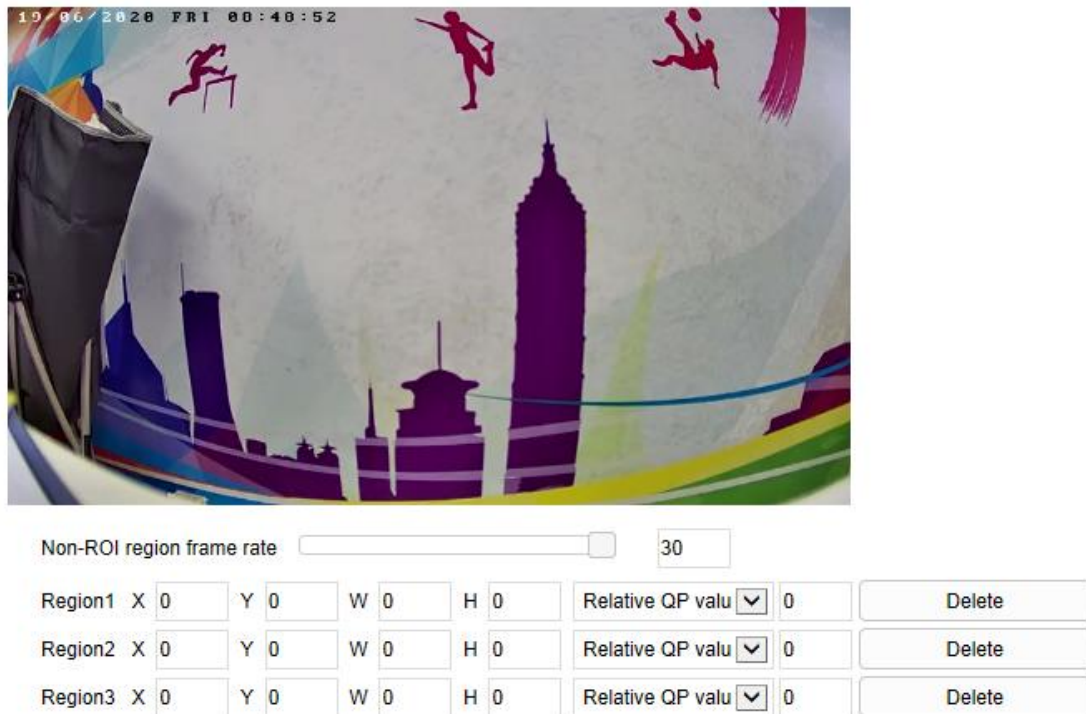 19/06/2020 FRI 08:48:52
Non-ROI region frame rate 30
Region1 X 0 Y 0 W 0 H 0 Relative QP valu 0 Delete
Region2 X 0 Y 0 W 0 H 0 Relative QP valu 0 Delete
Region3 X 0 Y 0 W 0 H 0 Relative QP valu 0 Delete